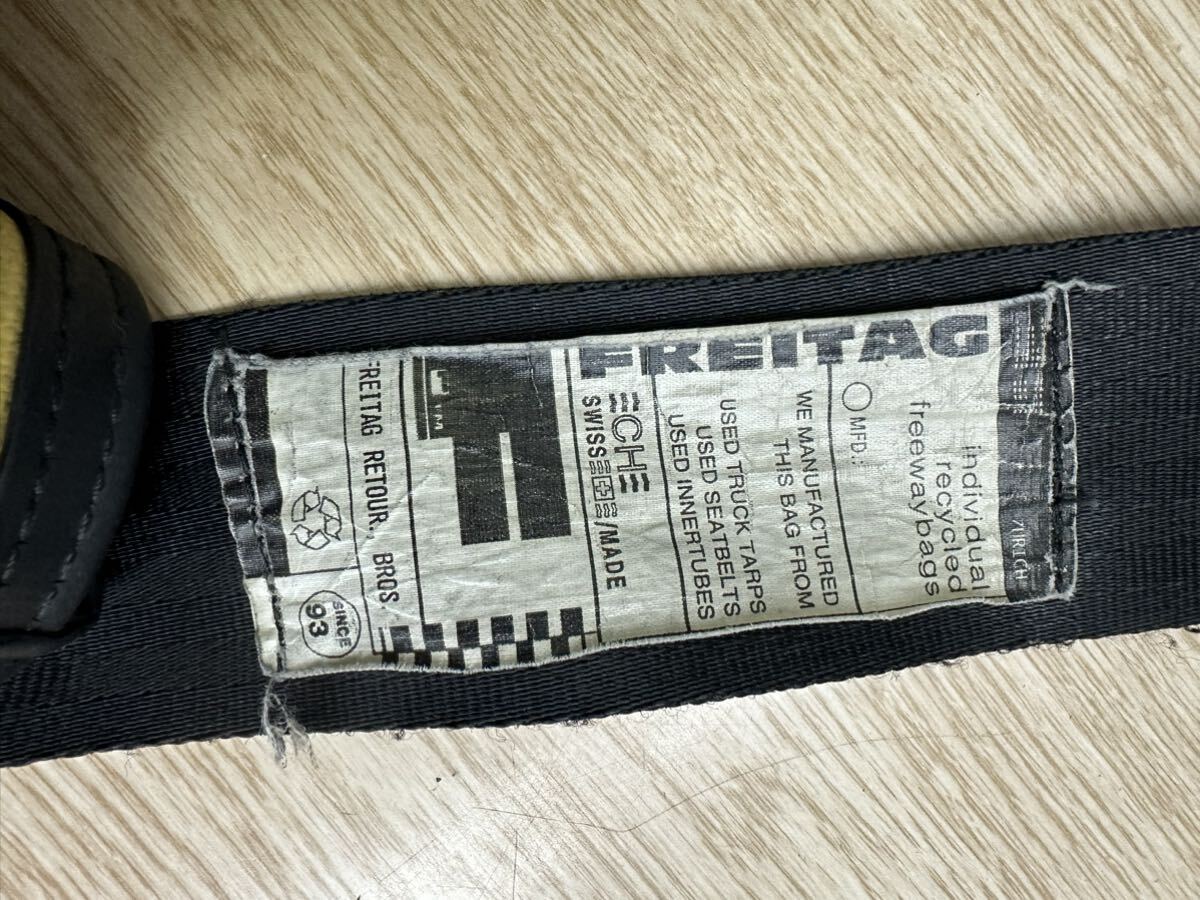 FREITAG
individual
recycled
freewaybags
MFD.:
WE MANUFACTURED
THIS BAG FROM
USED TRUCK TARPS
USED SEATBELTS
USED INNERTUBES
CHE
SWISS /MADE
FREITAG RETOUR. BROS.
SINCE
93
ZÜRICH